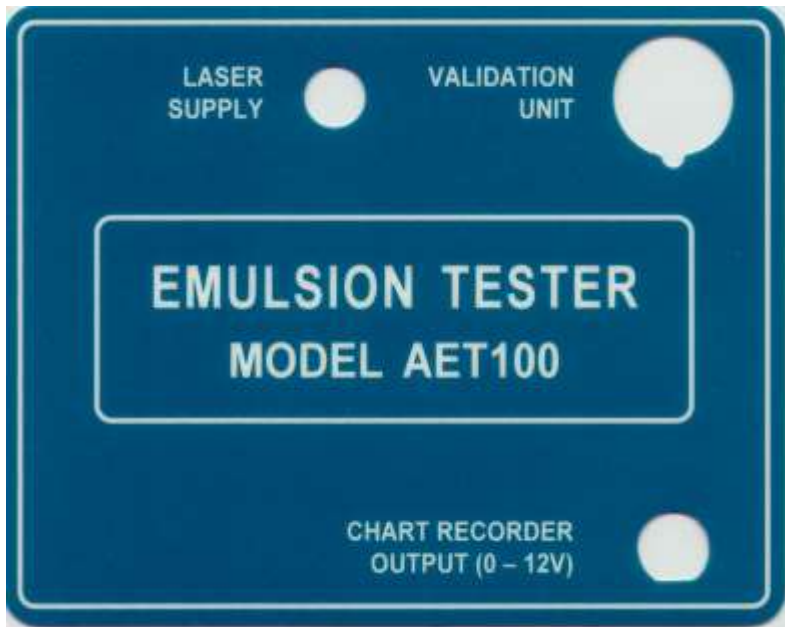 LASER
SUPPLY
VALIDATION
UNIT
EMULSION TESTER
MODEL AET100
CHART RECORDER
OUTPUT (0 – 12V)